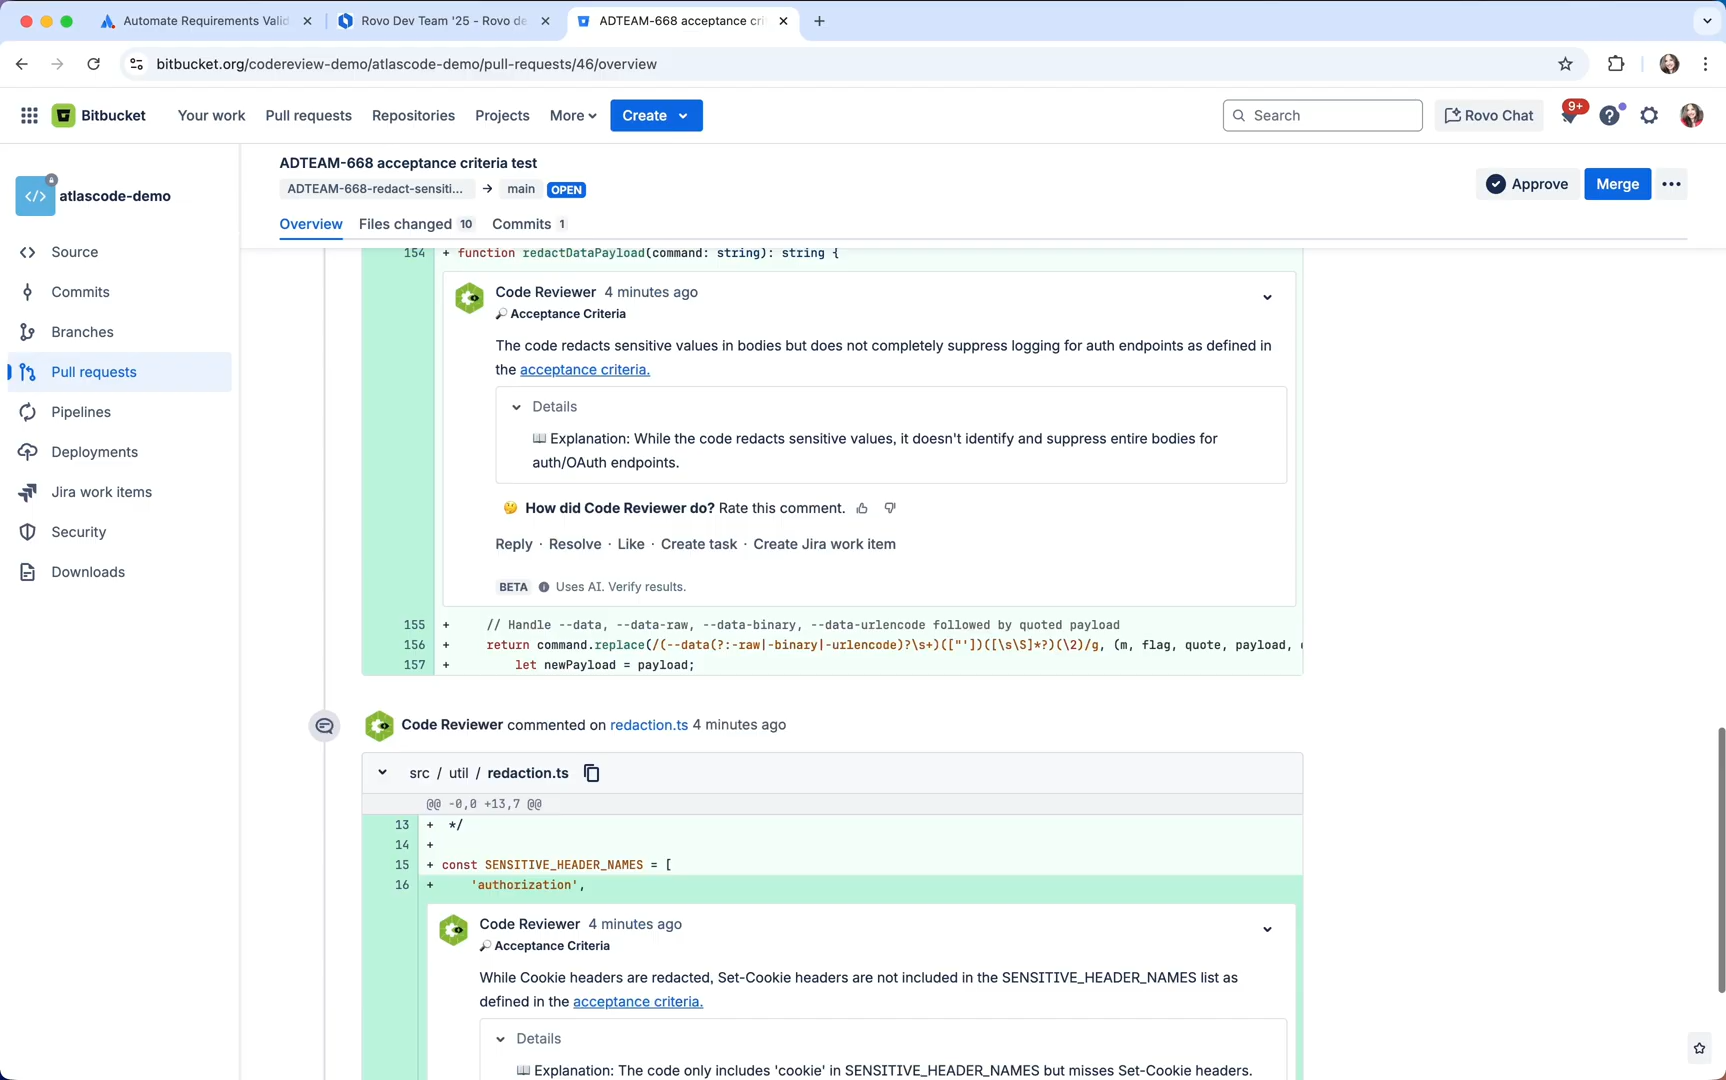 Automate Requirements Valid
Rovo Dev Team '25 - Rovo de
ADTEAM-668 acceptance cri
bitbucket.org/codereview-demo/atlascode-demo/pull-requests/46/overview
Bitbucket
Your work
Pull requests
Repositories
Projects
More
Create
Search
Rovo Chat
9+
atlascode-demo
Source
Commits
Branches
Pull requests
Pipelines
Deployments
Jira work items
Security
Downloads
ADTEAM-668 acceptance criteria test
ADTEAM-668-redact-sensiti... → main OPEN
Approve
Merge
Overview
Files changed 10
Commits 1
154 + function redactDataPayload(command: string): string {
Code Reviewer 4 minutes ago
Acceptance Criteria
The code redacts sensitive values in bodies but does not completely suppress logging for auth endpoints as defined in
the acceptance criteria.
Details
Explanation: While the code redacts sensitive values, it doesn't identify and suppress entire bodies for
auth/OAuth endpoints.
How did Code Reviewer do? Rate this comment.
Reply · Resolve · Like · Create task · Create Jira work item
BETA Uses AI. Verify results.
155 + // Handle --data, --data-raw, --data-binary, --data-urlencode followed by quoted payload
156 + return command.replace(/(--data(?:-raw|-binary|-urlencode)?\s+)(["'])([\s\S]*?)(\2)/g, (m, flag, quote, payload,
157 + let newPayload = payload;
Code Reviewer commented on redaction.ts 4 minutes ago
src / util / redaction.ts
@@ -0,0 +13,7 @@
13 + */
14 +
15 + const SENSITIVE_HEADER_NAMES = [
16 + 'authorization',
Code Reviewer 4 minutes ago
Acceptance Criteria
While Cookie headers are redacted, Set-Cookie headers are not included in the SENSITIVE_HEADER_NAMES list as
defined in the acceptance criteria.
Details
Explanation: The code only includes 'cookie' in SENSITIVE_HEADER_NAMES but misses Set-Cookie headers.